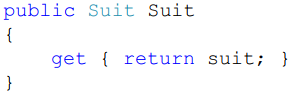 public Suit Suit
{
    get { return suit; }
}